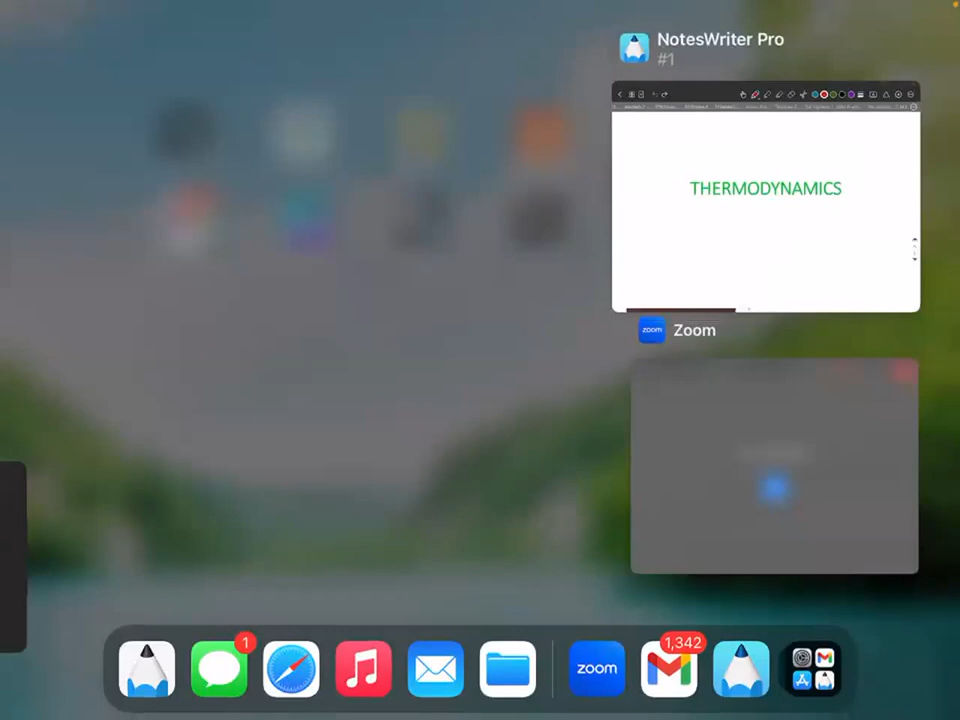 NotesWriter Pro
#1
THERMODYNAMICS
zoom
Zoom
1
zoom
1,342